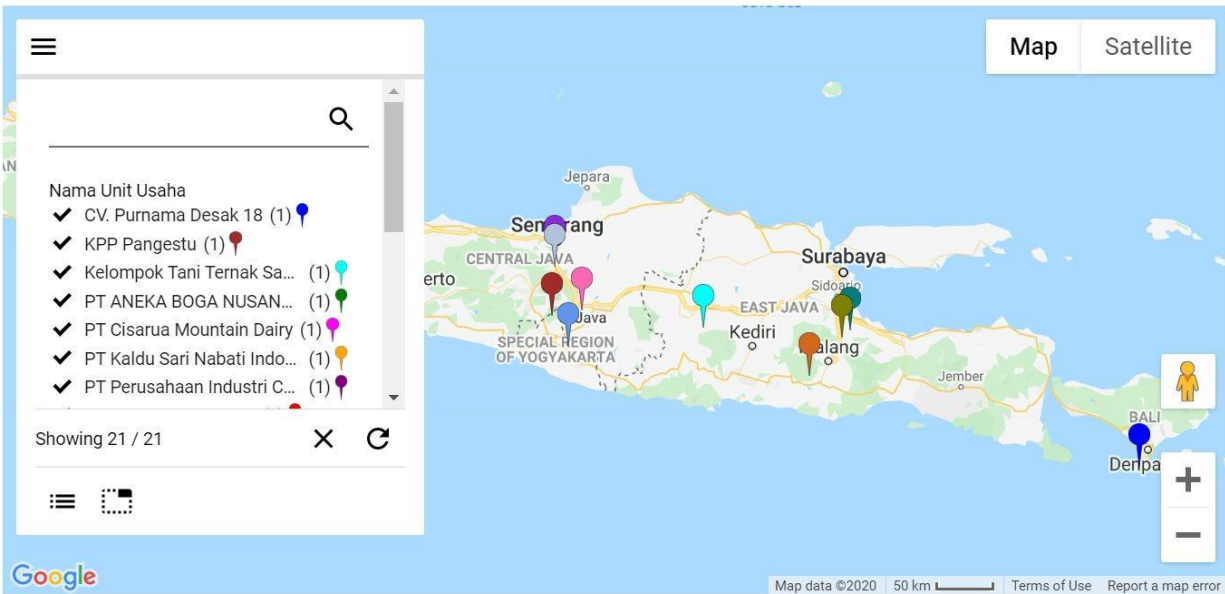 Map
Satellite
Nama Unit Usaha
CV. Purnama Desak 18 (1)
KPP Pangestu (1)
Kelompok Tani Ternak Sa... (1)
PT ANEKA BOGA NUSAN... (1)
PT Cisarua Mountain Dairy (1)
PT Kaldu Sari Nabati Indo... (1)
PT Perusahaan Industri C... (1)
Showing 21 / 21
Jepara
Semarang
CENTRAL JAVA
erto
Java
SPECIAL REGION
OF YOGYAKARTA
Surabaya
Sidoarjo
EAST JAVA
Kediri
alang
Jember
BALI
Denpa
Google
Map data ©2020
50 km
Terms of Use
Report a map error